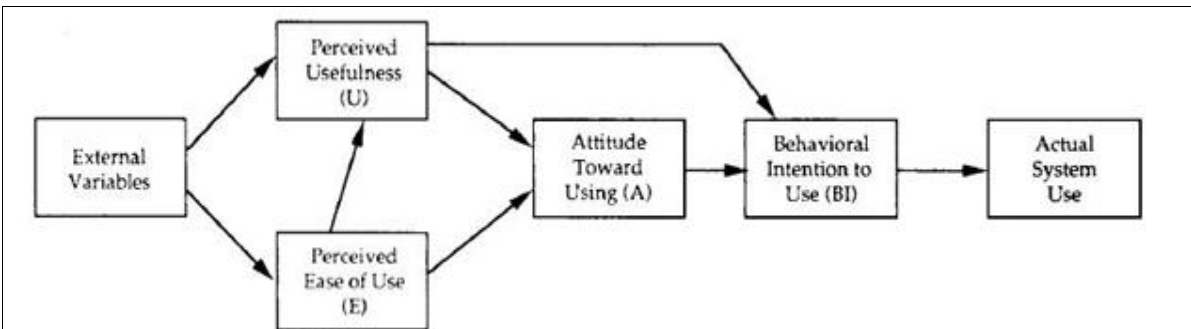 Perceived
Usefulness
(U)
External
Variables
Perceived
Ease of Use
(E)
Attitude
Toward
Using (A)
Behavioral
Intention to
Use (BI)
Actual
System
Use